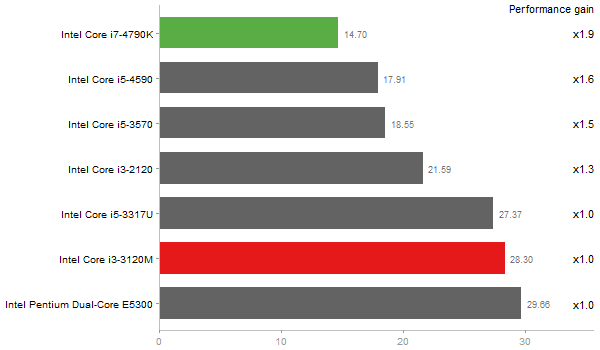 Performance gain
Intel Core i7-4790K 14.70 x1.9
Intel Core i5-4590 17.91 x1.6
Intel Core i5-3570 18.55 x1.5
Intel Core i3-2120 21.59 x1.3
Intel Core i5-3317U 27.37 x1.0
Intel Core i3-3120M 28.30 x1.0
Intel Pentium Dual-Core E5300 29.66 x1.0
0 10 20 30